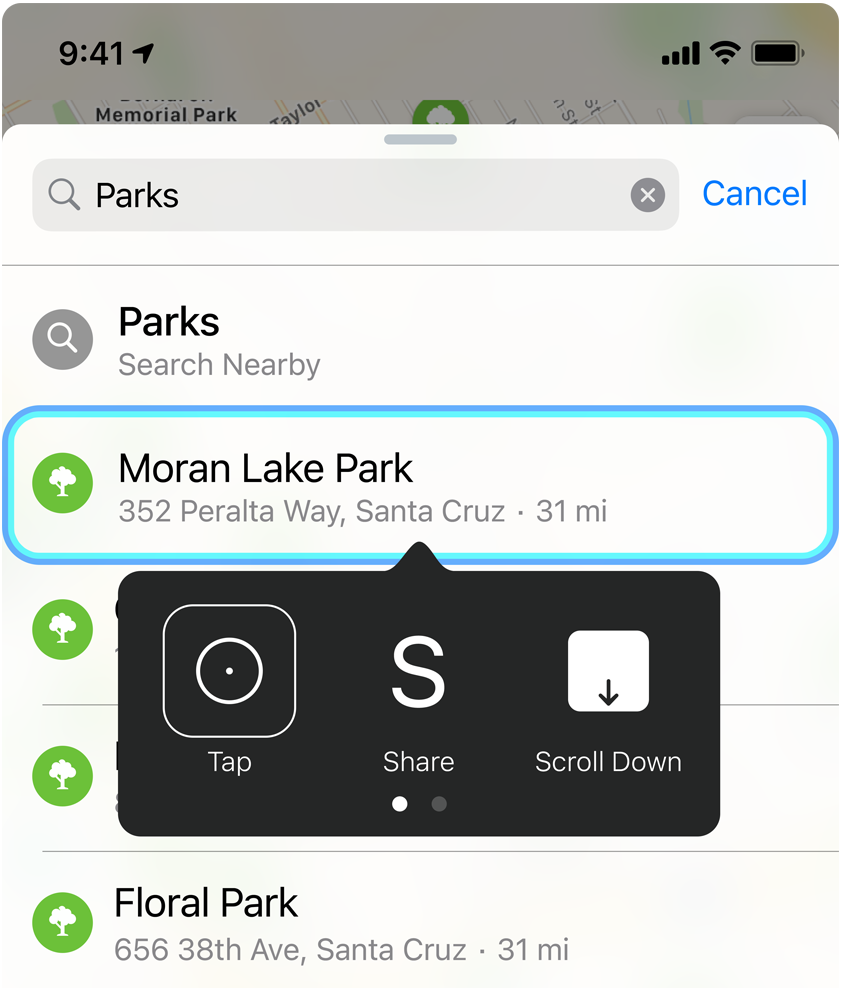 9:41
Memorial Park
Taylor
Parks
Cancel
Parks
Search Nearby
Moran Lake Park
352 Peralta Way, Santa Cruz · 31 mi
S
Tap
Share
Scroll Down
Floral Park
656 38th Ave, Santa Cruz · 31 mi